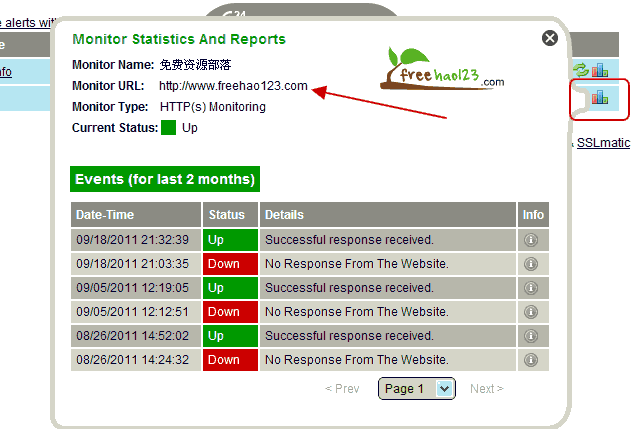 e alerts with
Monitor Statistics And Reports
Monitor Name: 免费资源部落
Monitor URL: http://www.freehao123.com
Monitor Type: HTTP(s) Monitoring
Current Status: Up
freehao123.com
SSLmatic
Events (for last 2 months)
Date-Time Status Details Info
09/18/2011 21:32:39 Up Successful response received.
09/18/2011 21:03:35 Down No Response From The Website.
09/05/2011 12:19:05 Up Successful response received.
09/05/2011 12:12:51 Down No Response From The Website.
08/26/2011 14:52:02 Up Successful response received.
08/26/2011 14:24:32 Down No Response From The Website.
< Prev Page 1 Next >